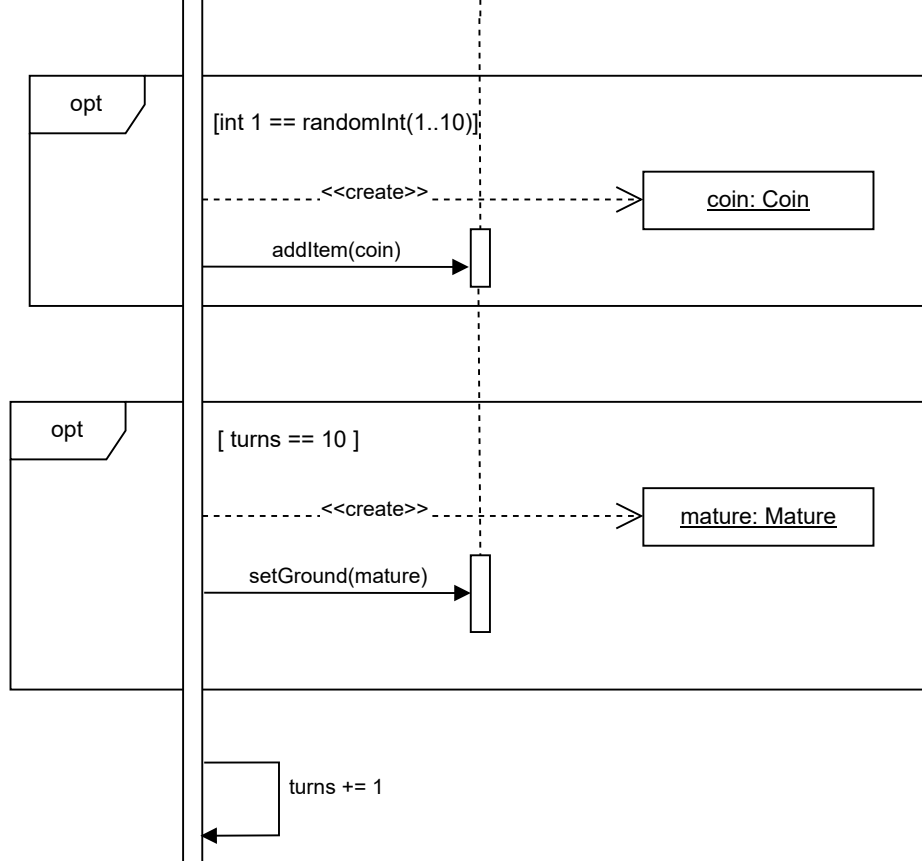 opt
[int 1 == randomInt(1..10)]
<<create>>
coin: Coin
addItem(coin)
opt
[ turns == 10 ]
<<create>>
mature: Mature
setGround(mature)
turns += 1